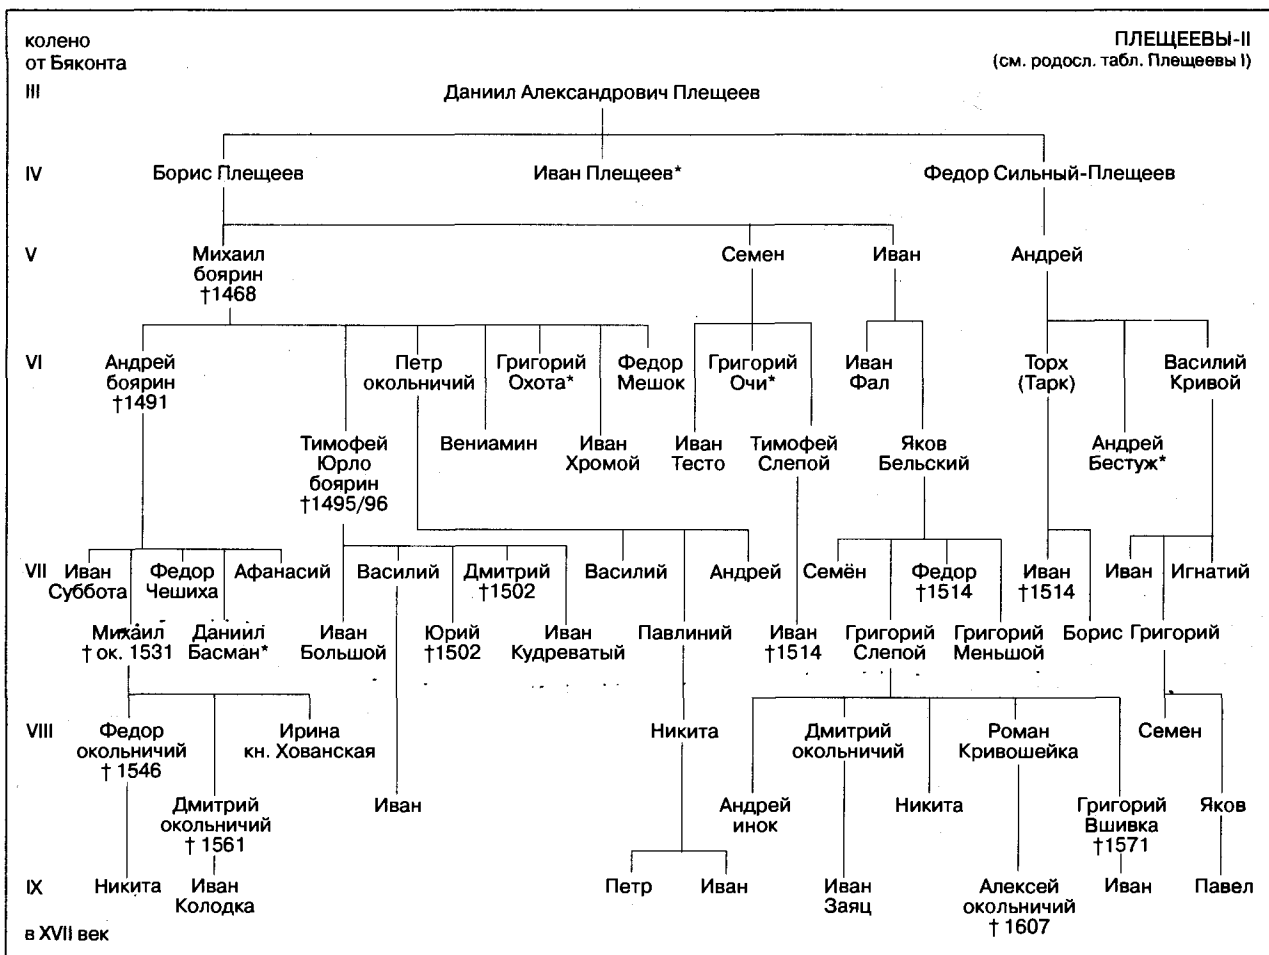 колено
от Бяконта
ПЛЕЩЕЕВЫ-II
(см. родосл. табл. Плещеевы I)
III
Даниил Александрович Плещеев
IV
Борис Плещеев
Иван Плещеев*
Федор Сильный-Плещеев
V
Михаил
боярин
†1468
Семен
Иван
Андрей
VI
Андрей
боярин
†1491
Петр
окольничий
Григорий
Охота*
Федор
Мешок
Григорий
Очи*
Иван
Фал
Торх
(Тарк)
Василий
Кривой
Тимофей
Юрло
боярин
†1495/96
Вениамин
Иван
Хромой
Иван
Тесто
Тимофей
Слепой
Яков
Бельский
Андрей
Бестуж*
VII
Иван
Суббота
Федор
Чешиха
Афанасий
Василий
Дмитрий
†1502
Василий
Андрей
Семён
Федор
†1514
Иван
†1514
Иван
Игнатий
Михаил
† ок. 1531
Даниил
Басман*
Иван
Большой
Юрий
†1502
Иван
Кудреватый
Павлиний
Иван
†1514
Григорий
Слепой
Григорий
Меньшой
Борис
Григорий
VIII
Федор
окольничий
† 1546
Ирина
кн. Хованская
Никита
Дмитрий
окольничий
Роман
Кривошейка
Семен
Дмитрий
окольничий
† 1561
Иван
Андрей
инок
Никита
Григорий
Вшивка
†1571
Яков
IX
Никита
Иван
Колодка
Петр
Иван
Иван
Заяц
Алексей
окольничий
† 1607
Иван
Павел
в XVII век